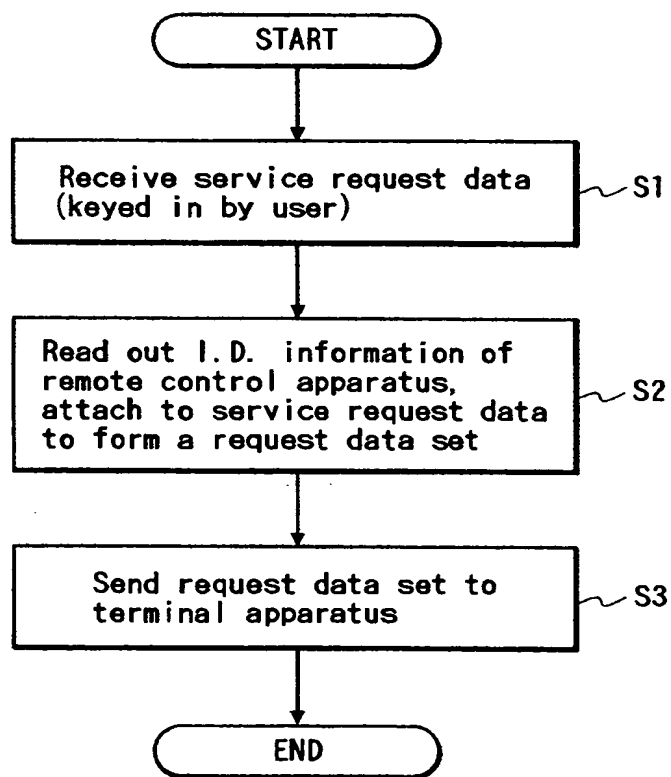 START
Receive service request data
(keyed in by user)
S1
Read out I.D. information of
remote control apparatus,
attach to service request data
to form a request data set
S2
Send request data set to
terminal apparatus
S3
END